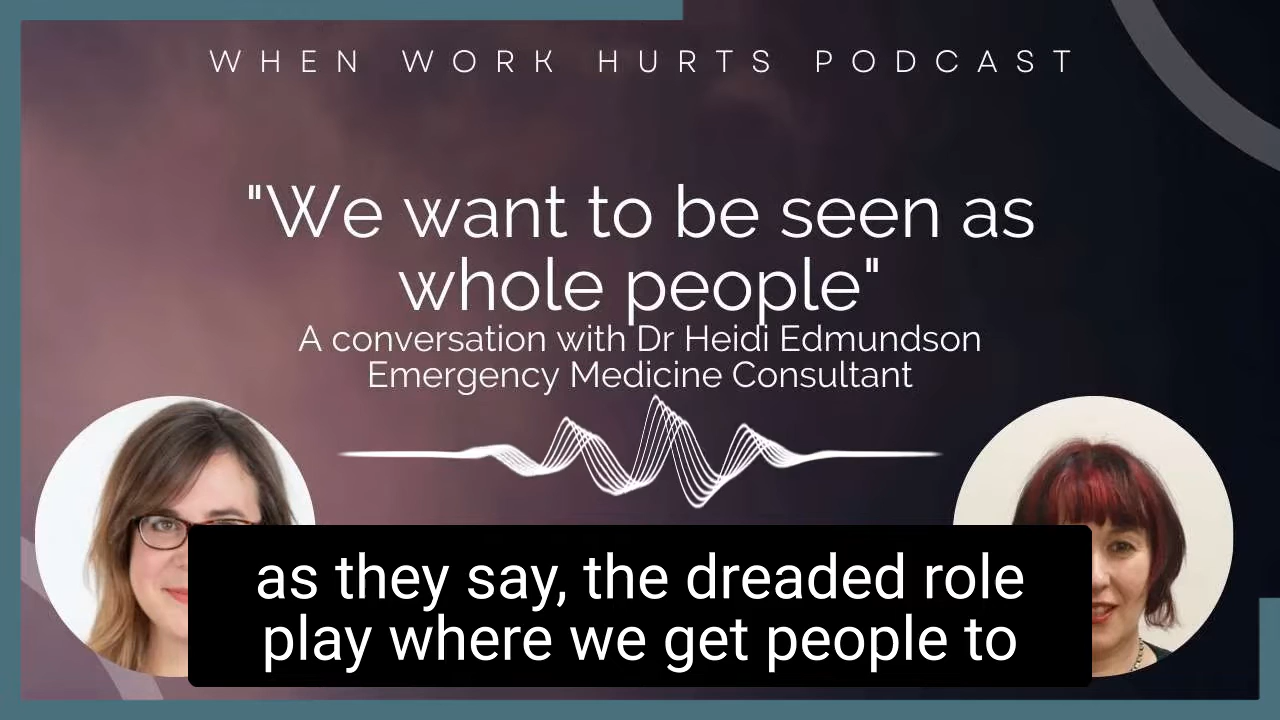 WHEN WORK HURTS PODCAST
"We want to be seen as
whole people"
A conversation with Dr Heidi Edmundson
Emergency Medicine Consultant
as they say, the dreaded role
play where we get people to